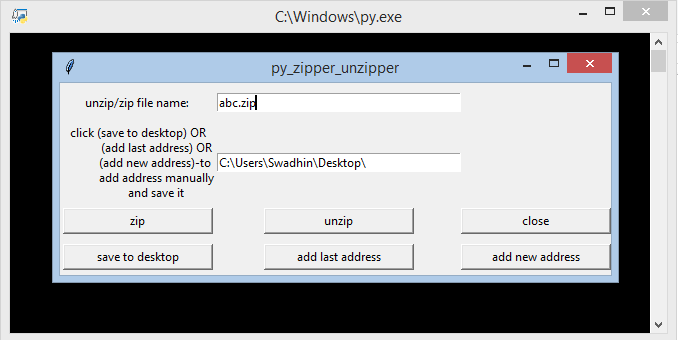 C:\Windows\py.exe
py_zipper_unzipper
unzip/zip file name:
abc.zip
click (save to desktop) OR
(add last address) OR
(add new address)-to
add address manually
and save it
C:\Users\Swadhin\Desktop\
zip
unzip
close
save to desktop
add last address
add new address